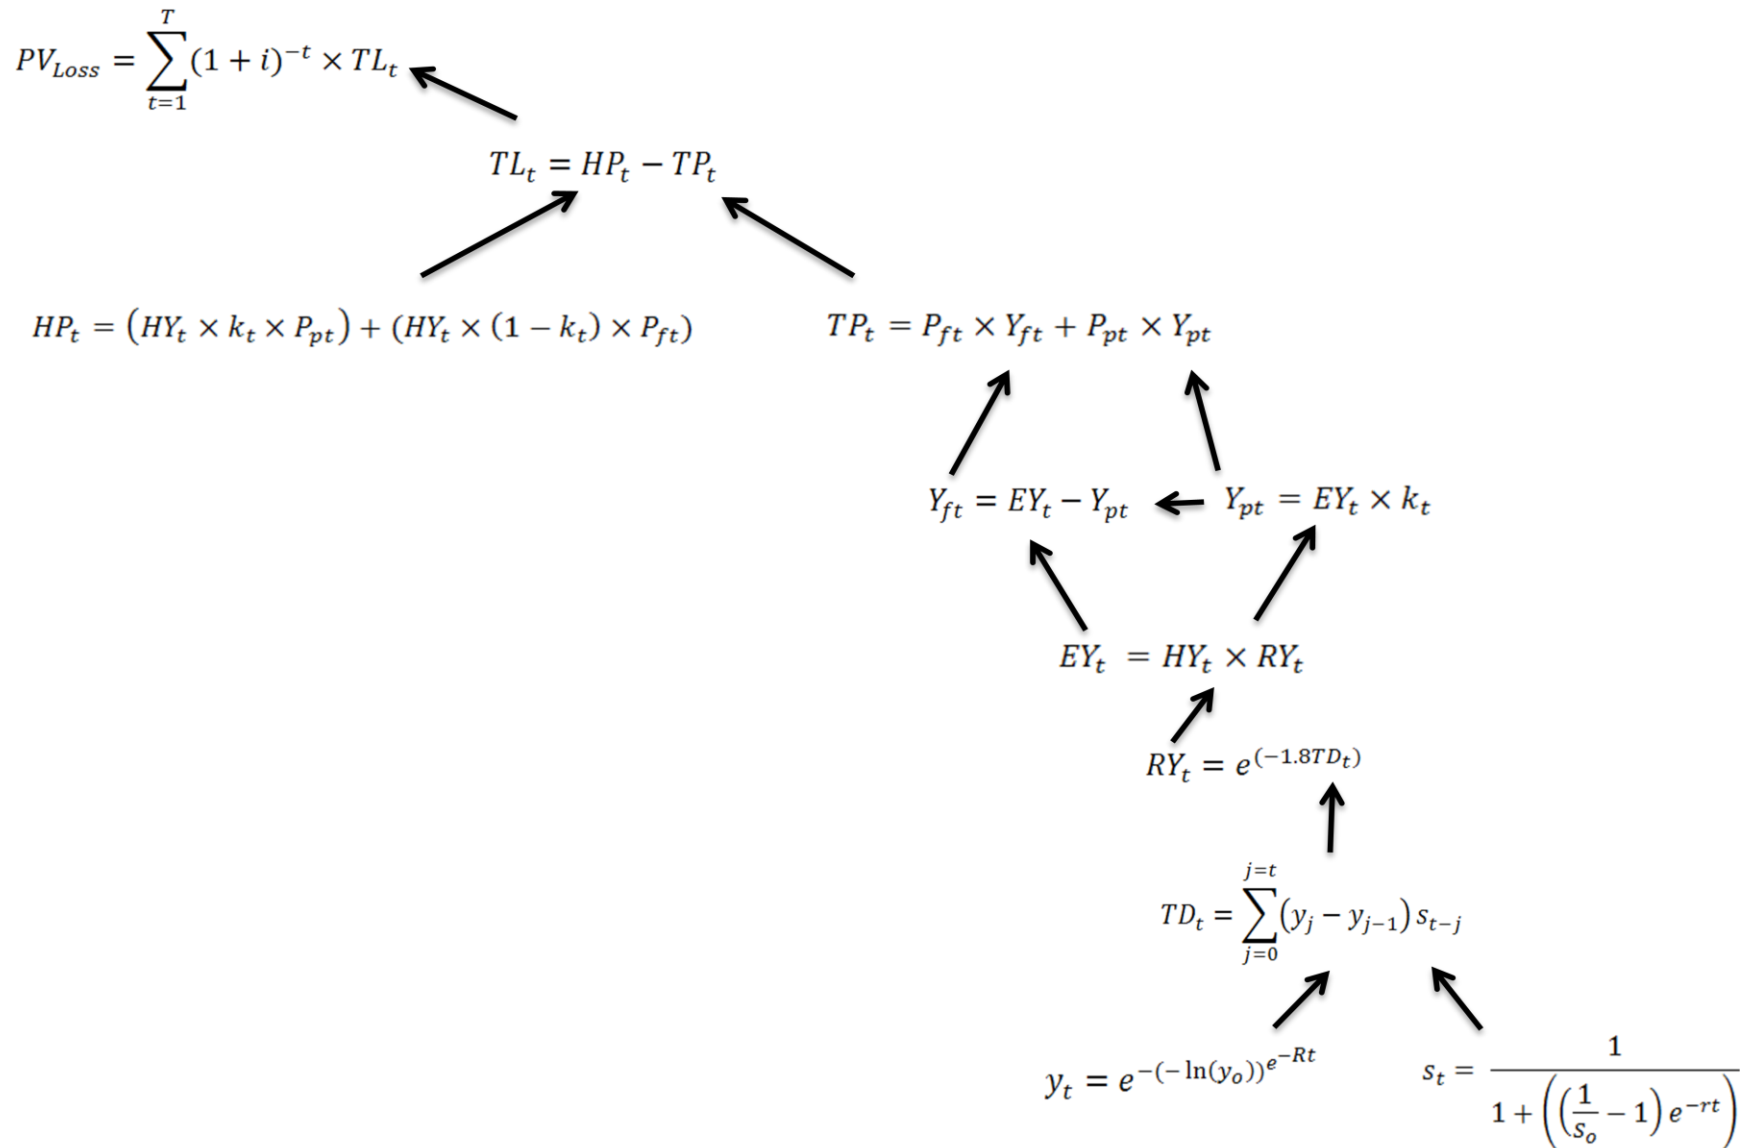 $PV_{Loss} = \sum_{t=1}^{T} (1+i)^{-t} \times TL_t$
$TL_t = HP_t - TP_t$
$HP_t = (HY_t \times k_t \times P_{pt}) + (HY_t \times (1-k_t) \times P_{ft})$
$TP_t = P_{ft} \times Y_{ft} + P_{pt} \times Y_{pt}$
$Y_{ft} = EY_t - Y_{pt}$
$Y_{pt} = EY_t \times k_t$
$EY_t = HY_t \times RY_t$
$RY_t = e^{(-1.8TD_t)}$
$TD_t = \sum_{j=0}^{j=t} (y_j - y_{j-1}) s_{t-j}$
$y_t = e^{-(-\ln(y_o))^{e^{-Rt}}}$
$s_t = \frac{1}{1 + \left(\left(\frac{1}{s_o} - 1\right) e^{-rt}\right)}$